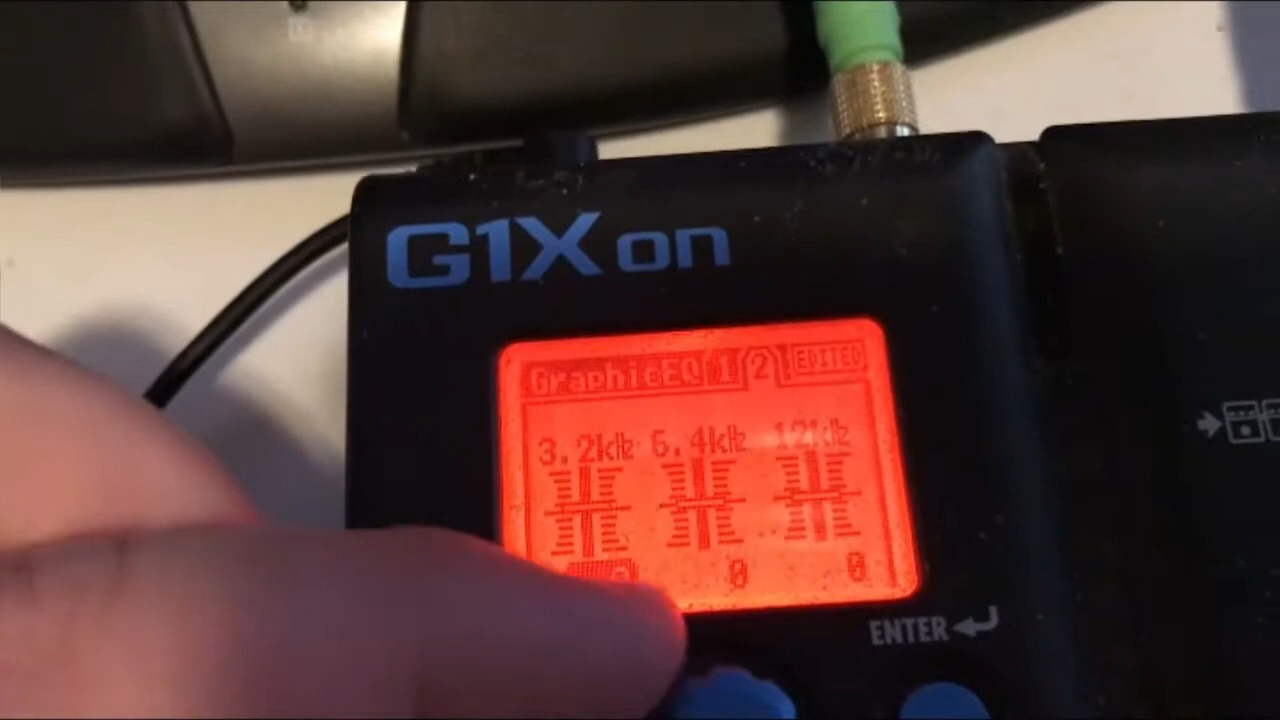 G1X on
GraphicEQ 1 2 EDITED
3.2kHz 6.4kHz 12kHz
0 0
ENTER